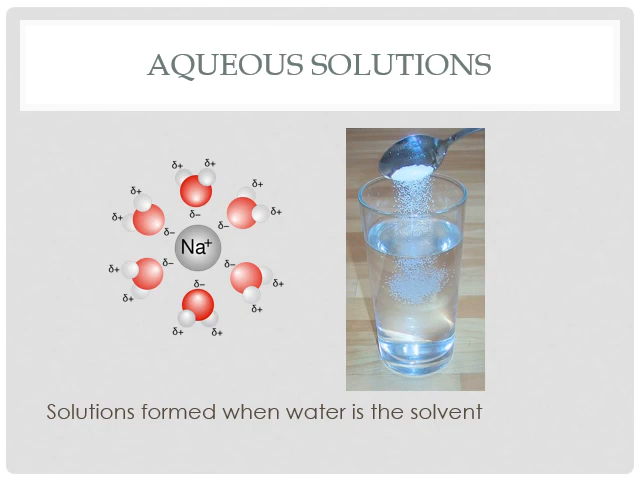 AQUEOUS SOLUTIONS
δ+ δ+
δ+ δ+
δ+ δ− δ+
δ− δ−
Na+
δ+ δ− δ− δ+
δ+ δ− δ+
δ+ δ+
Solutions formed when water is the solvent